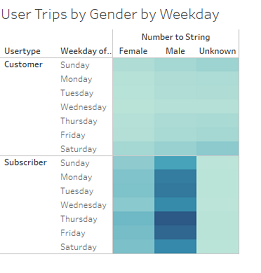 User Trips by Gender by Weekday
Number to String
Usertype Weekday of.. Female Male Unknown
Customer Sunday
Monday
Tuesday
Wednesday
Thursday
Friday
Saturday
Subscriber Sunday
Monday
Tuesday
Wednesday
Thursday
Friday
Saturday